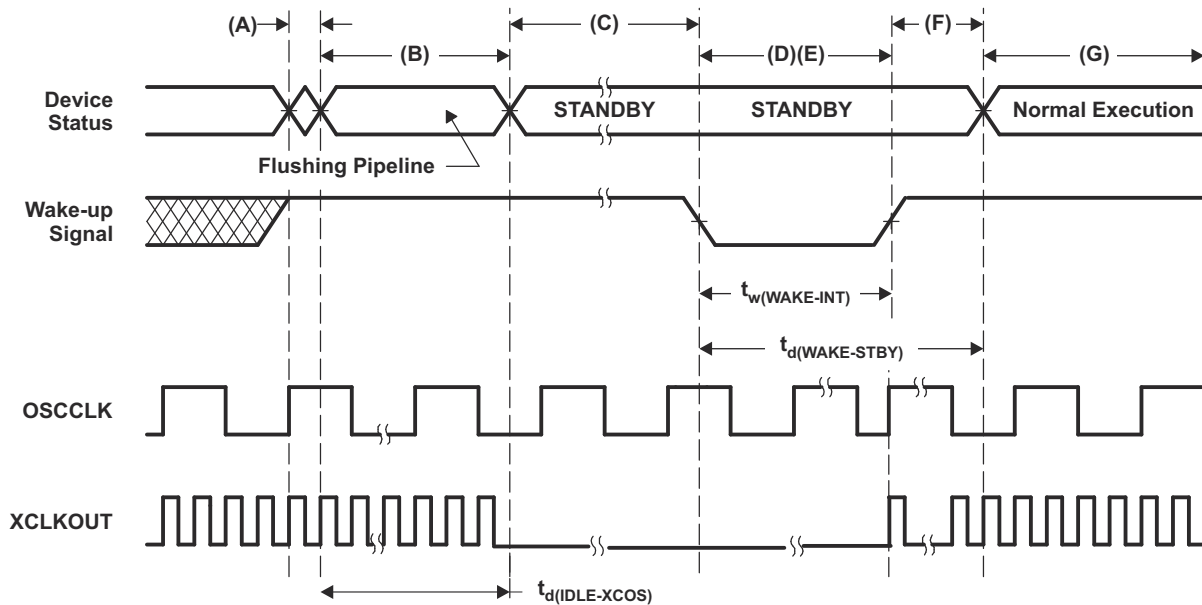 (A)
(B)
(C)
(D)(E)
(F)
(G)
Device
Status
STANDBY
STANDBY
Normal Execution
Flushing Pipeline
Wake-up
Signal
tw(WAKE-INT)
td(WAKE-STBY)
OSCCLK
XCLKOUT
td(IDLE-XCOS)